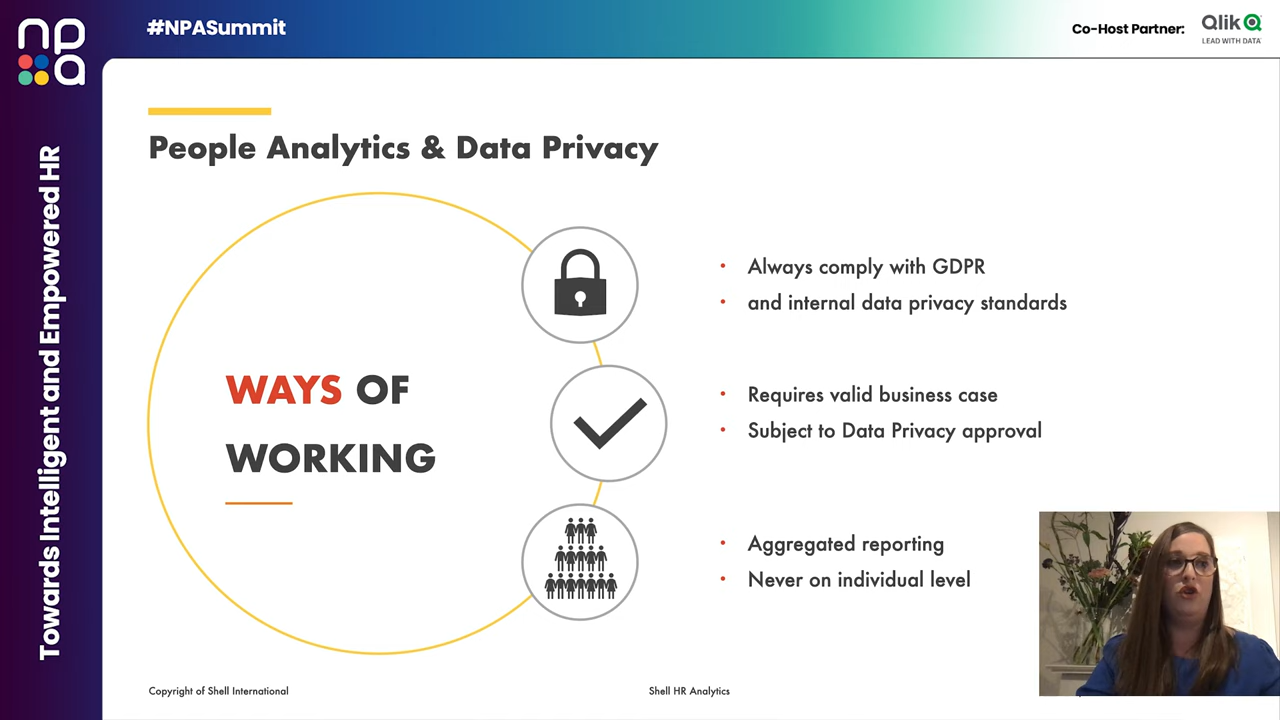 npa
#NPASummit
Co-Host Partner:
Qlik
LEAD WITH DATA
Towards Intelligent and Empowered HR
People Analytics & Data Privacy
WAYS OF
WORKING
• Always comply with GDPR
• and internal data privacy standards
• Requires valid business case
• Subject to Data Privacy approval
• Aggregated reporting
• Never on individual level
Copyright of Shell International
Shell HR Analytics